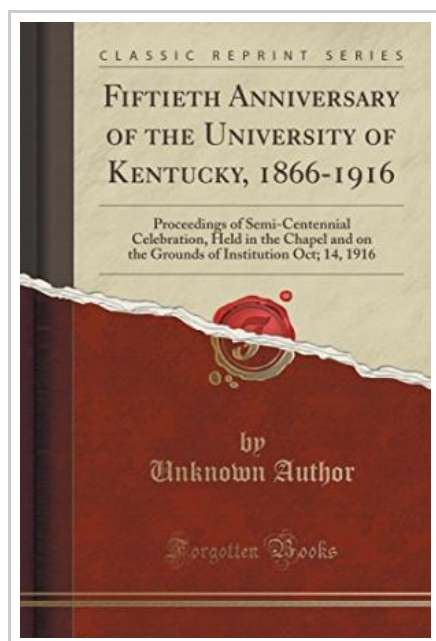 CLASSIC REPRINT SERIES
FIFTIETH ANNIVERSARY
OF THE UNIVERSITY OF
KENTUCKY, 1866-1916
Proceedings of Semi-Centennial
Celebration, Held in the Chapel and on
the Grounds of Institution Oct; 14, 1916
by
Unknown Author
Forgotten Books